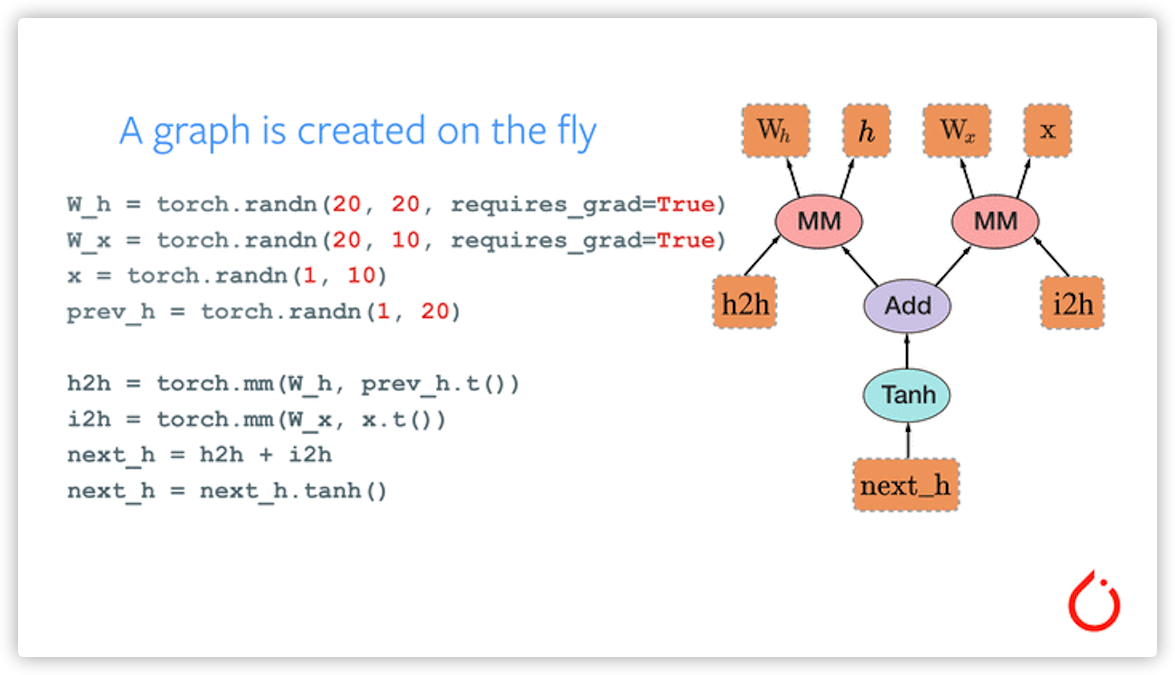 A graph is created on the fly
W_h = torch.randn(20, 20, requires_grad=True)
W_x = torch.randn(20, 10, requires_grad=True)
x = torch.randn(1, 10)
prev_h = torch.randn(1, 20)
h2h = torch.mm(W_h, prev_h.t())
i2h = torch.mm(W_x, x.t())
next_h = h2h + i2h
next_h = next_h.tanh()
Wh h Wx x
MM MM
h2h Add i2h
Tanh
next_h